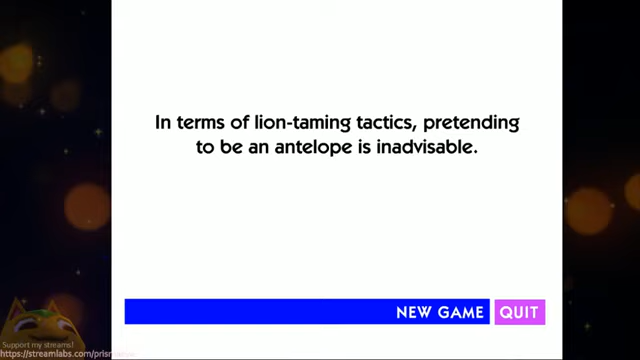 In terms of lion-taming tactics, pretending
to be an antelope is inadvisable.
NEW GAME QUIT
Support my streams!
https://streamlabs.com/pris